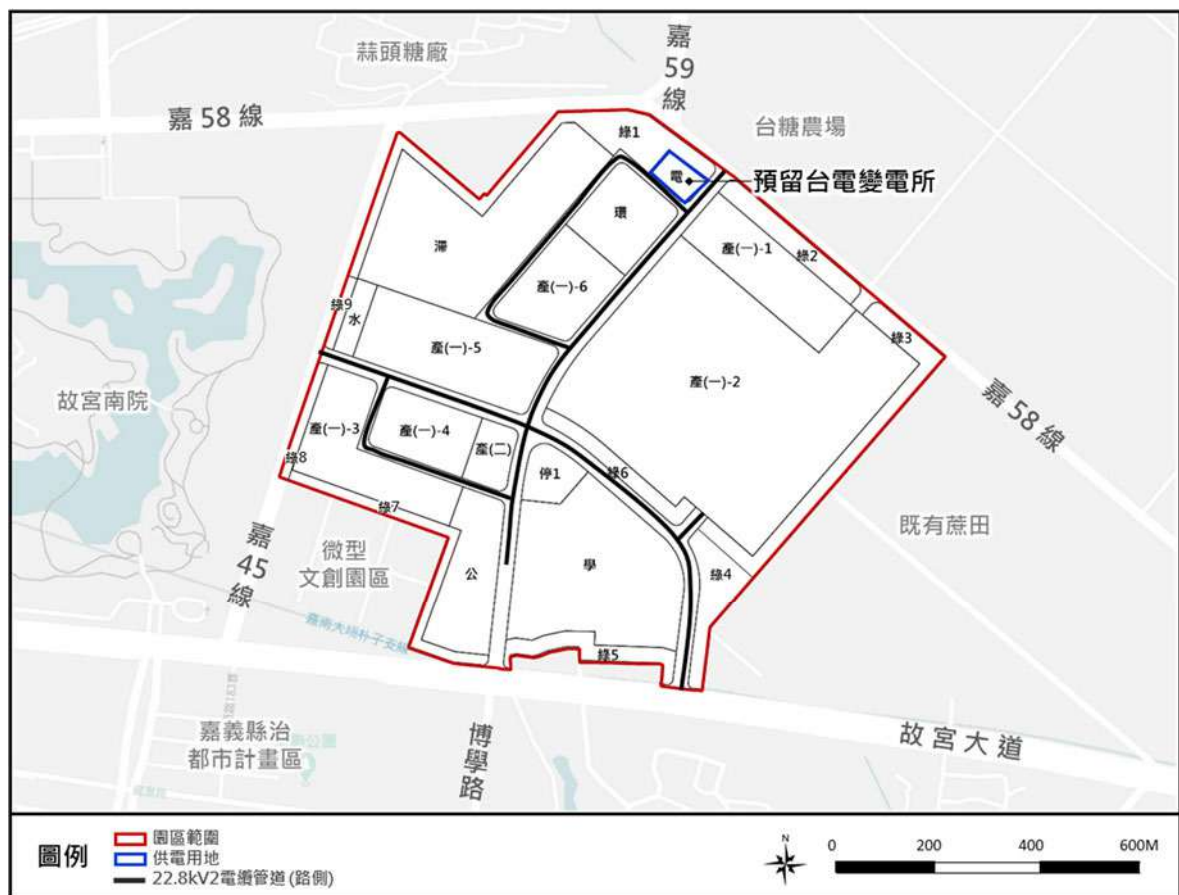 蒜頭糖廠
嘉
59
線
嘉 58 線
台糖農場
綠1
電
預留台電變電所
環
產(一)-1
綠2
滯
產(一)-6
綠9
水
綠3
產(一)-5
產(一)-2
故宮南院
嘉 58 線
產(一)-3
產(一)-4
產(二)
綠8
停1
綠6
綠7
既有蔗田
嘉
45
線
微型
文創園區
公
學
綠4
綠5
嘉義縣治
都市計畫區
博
學
路
故宮大道
圖例
園區範圍
供電用地
22.8kV2電纜管道(路側)
N
0 200 400 600M